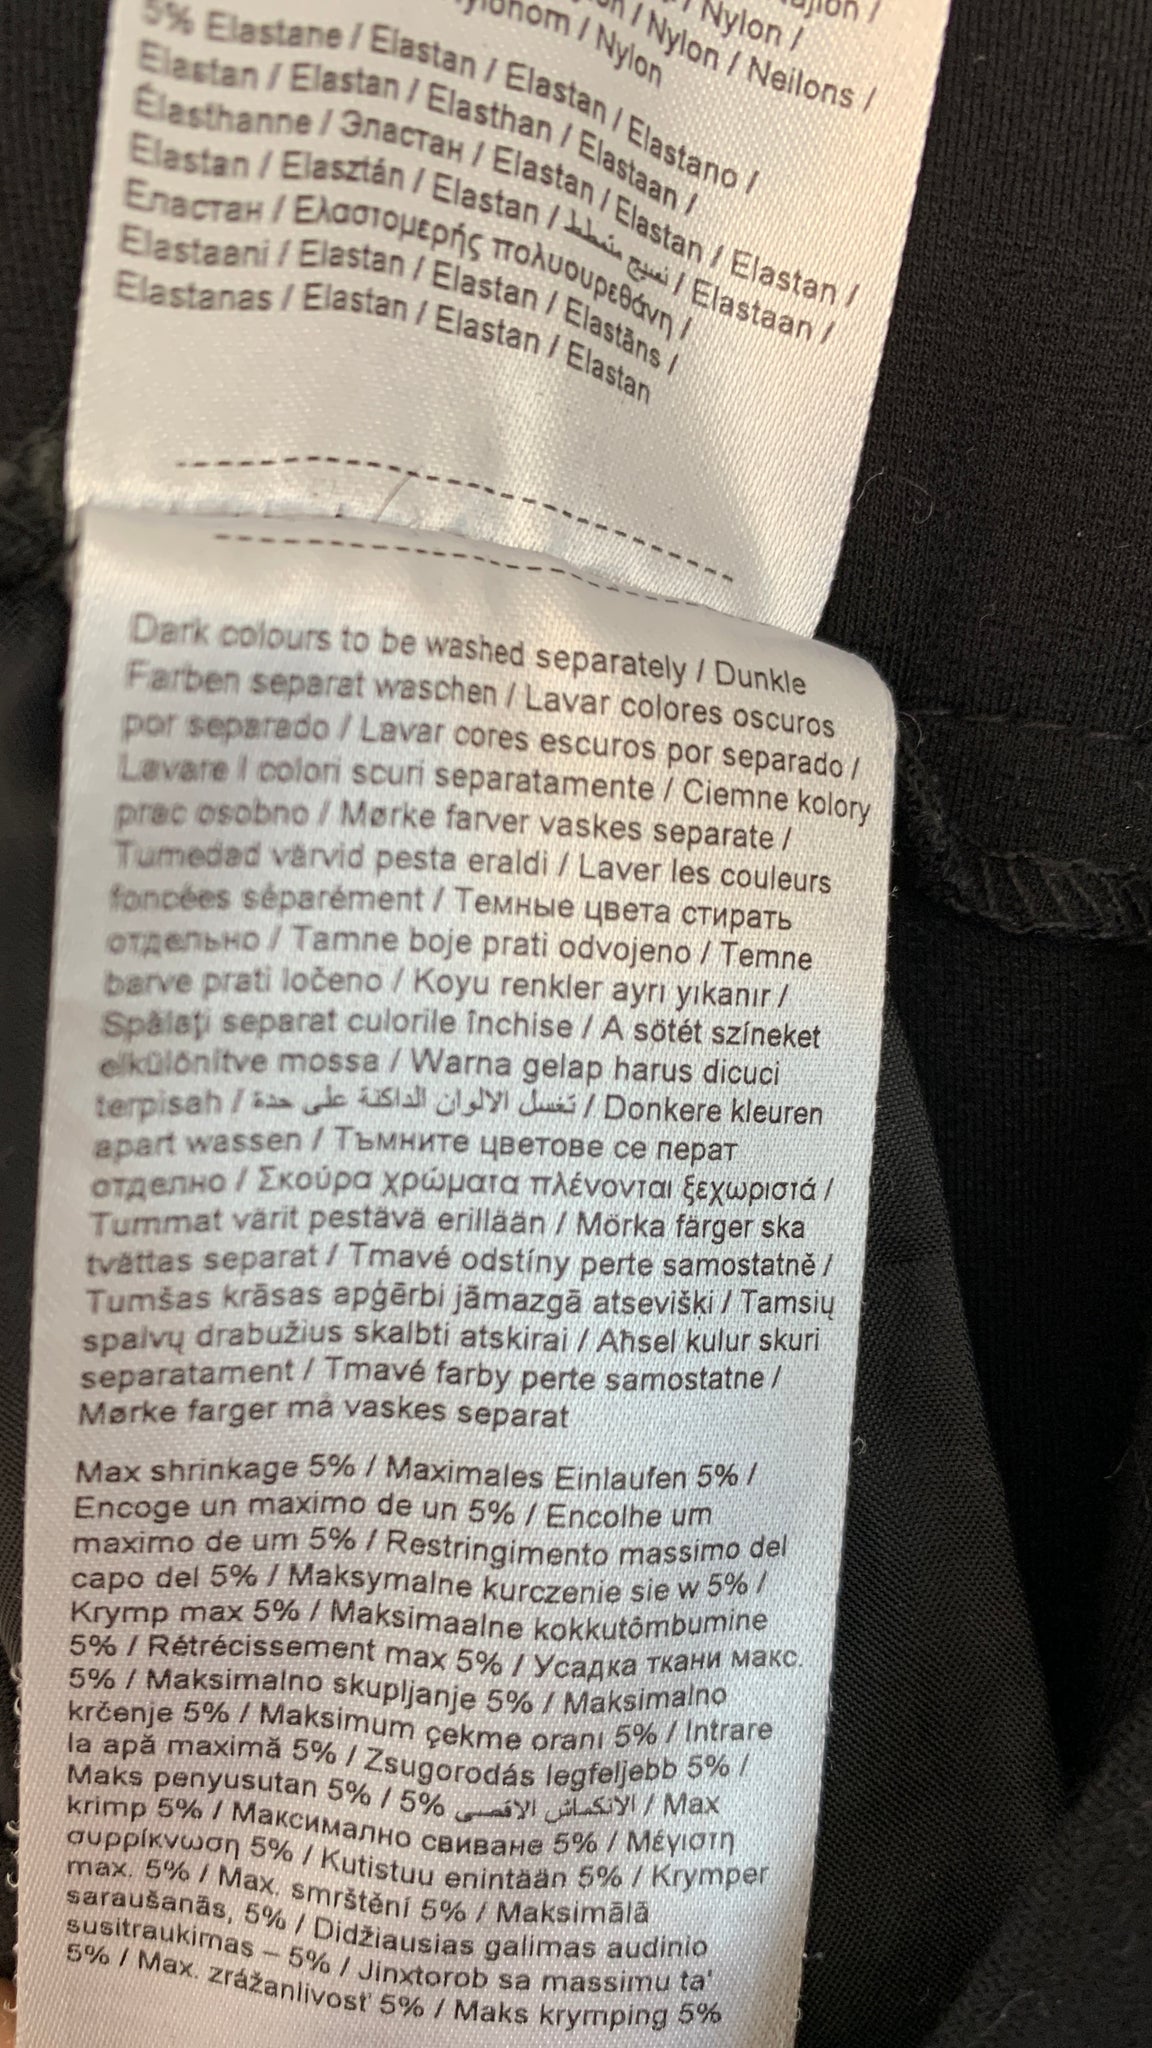 Nylon /
/ Nylon / Neilons /
/ Nylon
5% Elastane / Elastan / Elastan / Elastano /
Elastan / Elastan / Elasthan / Elastaan /
Élasthanne / Эластан / Elastan / Elastan / Elastan /
Elastan / Elasztán / Elastan / نسيج متمطط / Elastaan /
Еластан / Ελαστομερής πολυουρεθάνη /
Elastaani / Elastan / Elastan / Elastāns /
Elastanas / Elastan / Elastan / Elastan
Dark colours to be washed separately / Dunkle
Farben separat waschen / Lavar colores oscuros
por separado / Lavar cores escuros por separado /
Lavare I colori scuri separatamente / Ciemne kolory
prac osobno / Mørke farver vaskes separate /
Tumedad värvid pesta eraldi / Laver les couleurs
foncées séparément / Темные цвета стирать
отдельно / Tamne boje prati odvojeno / Temne
barve prati ločeno / Koyu renkler ayrı yıkanır /
Spălaţi separat culorile închise / A sötét színeket
elkülönítve mossa / Warna gelap harus dicuci
terpisah / تغسل الالوان الداكنة على حدة / Donkere kleuren
apart wassen / Тъмните цветове се перат
отделно / Σκούρα χρώματα πλένονται ξεχωριστά /
Tummat värit pestävä erillään / Mörka färger ska
tvättas separat / Tmavé odstíny perte samostatně /
Tumšas krāsas apģērbi jāmazgā atsevišķi / Tamsių
spalvų drabužius skalbti atskirai / Aħsel kulur skuri
separatament / Tmavé farby perte samostatne /
Mørke farger må vaskes separat
Max shrinkage 5% / Maximales Einlaufen 5% /
Encoge un maximo de un 5% / Encolhe um
maximo de um 5% / Restringimento massimo del
capo del 5% / Maksymalne kurczenie sie w 5% /
Krymp max 5% / Maksimaalne kokkutõmbumine
5% / Rétrécissement max 5% / Усадка ткани макс.
5% / Maksimalno skupljanje 5% / Maksimalno
krčenje 5% / Maksimum çekme oranı 5% / Intrare
la apă maximă 5% / Zsugorodás legfeljebb 5% /
Maks penyusutan 5% / 5% الانكماش الاقصى / Max
krimp 5% / Максимално свиване 5% / Μέγιστη
συρρίκνωση 5% / Kutistuu enintään 5% / Krymper
max. 5% / Max. smrštění 5% / Maksimālā
saraušanās, 5% / Didžiausias galimas audinio
susitraukimas – 5% / Jinxtorob sa massimu ta'
5% / Max. zrážanlivosť 5% / Maks krymping 5%